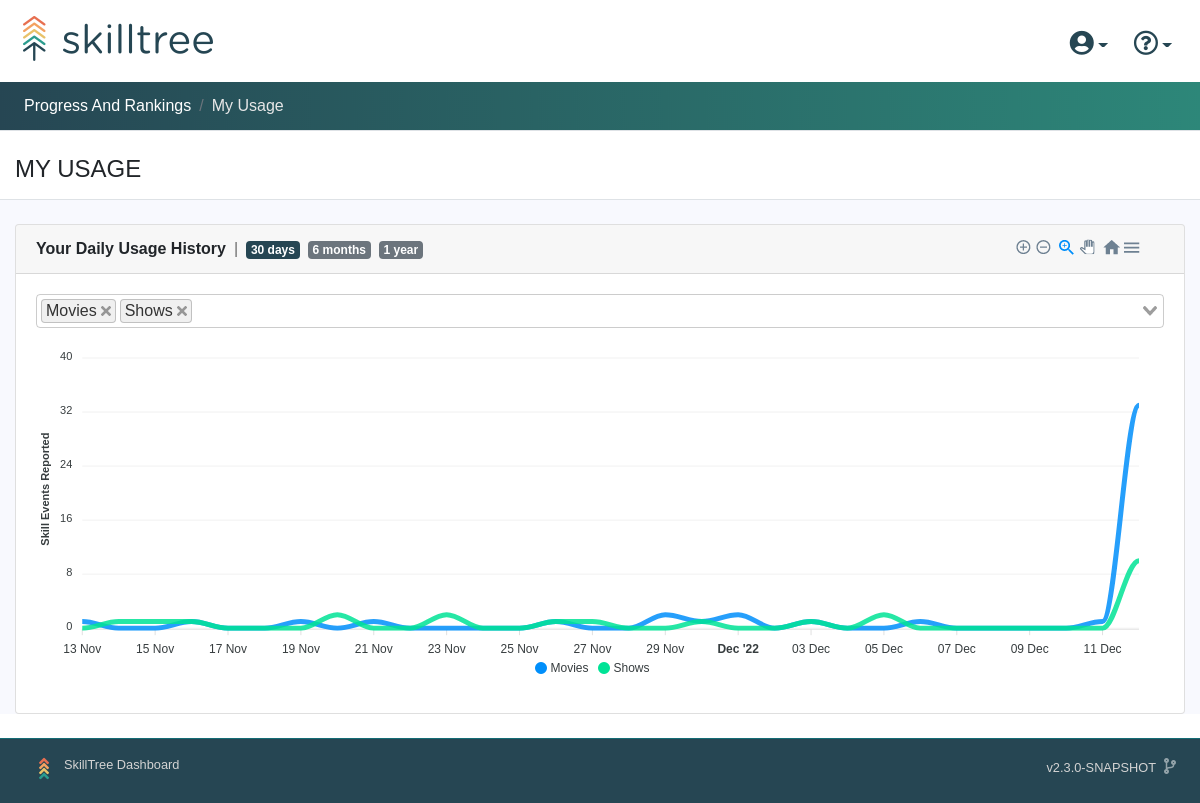 skilltree
Progress And Rankings / My Usage
MY USAGE
Your Daily Usage History | 30 days 6 months 1 year
Movies Shows
40
32
24
16
8
0
Skill Events Reported
13 Nov 15 Nov 17 Nov 19 Nov 21 Nov 23 Nov 25 Nov 27 Nov 29 Nov Dec '22 03 Dec 05 Dec 07 Dec 09 Dec 11 Dec
Movies Shows
SkillTree Dashboard
v2.3.0-SNAPSHOT